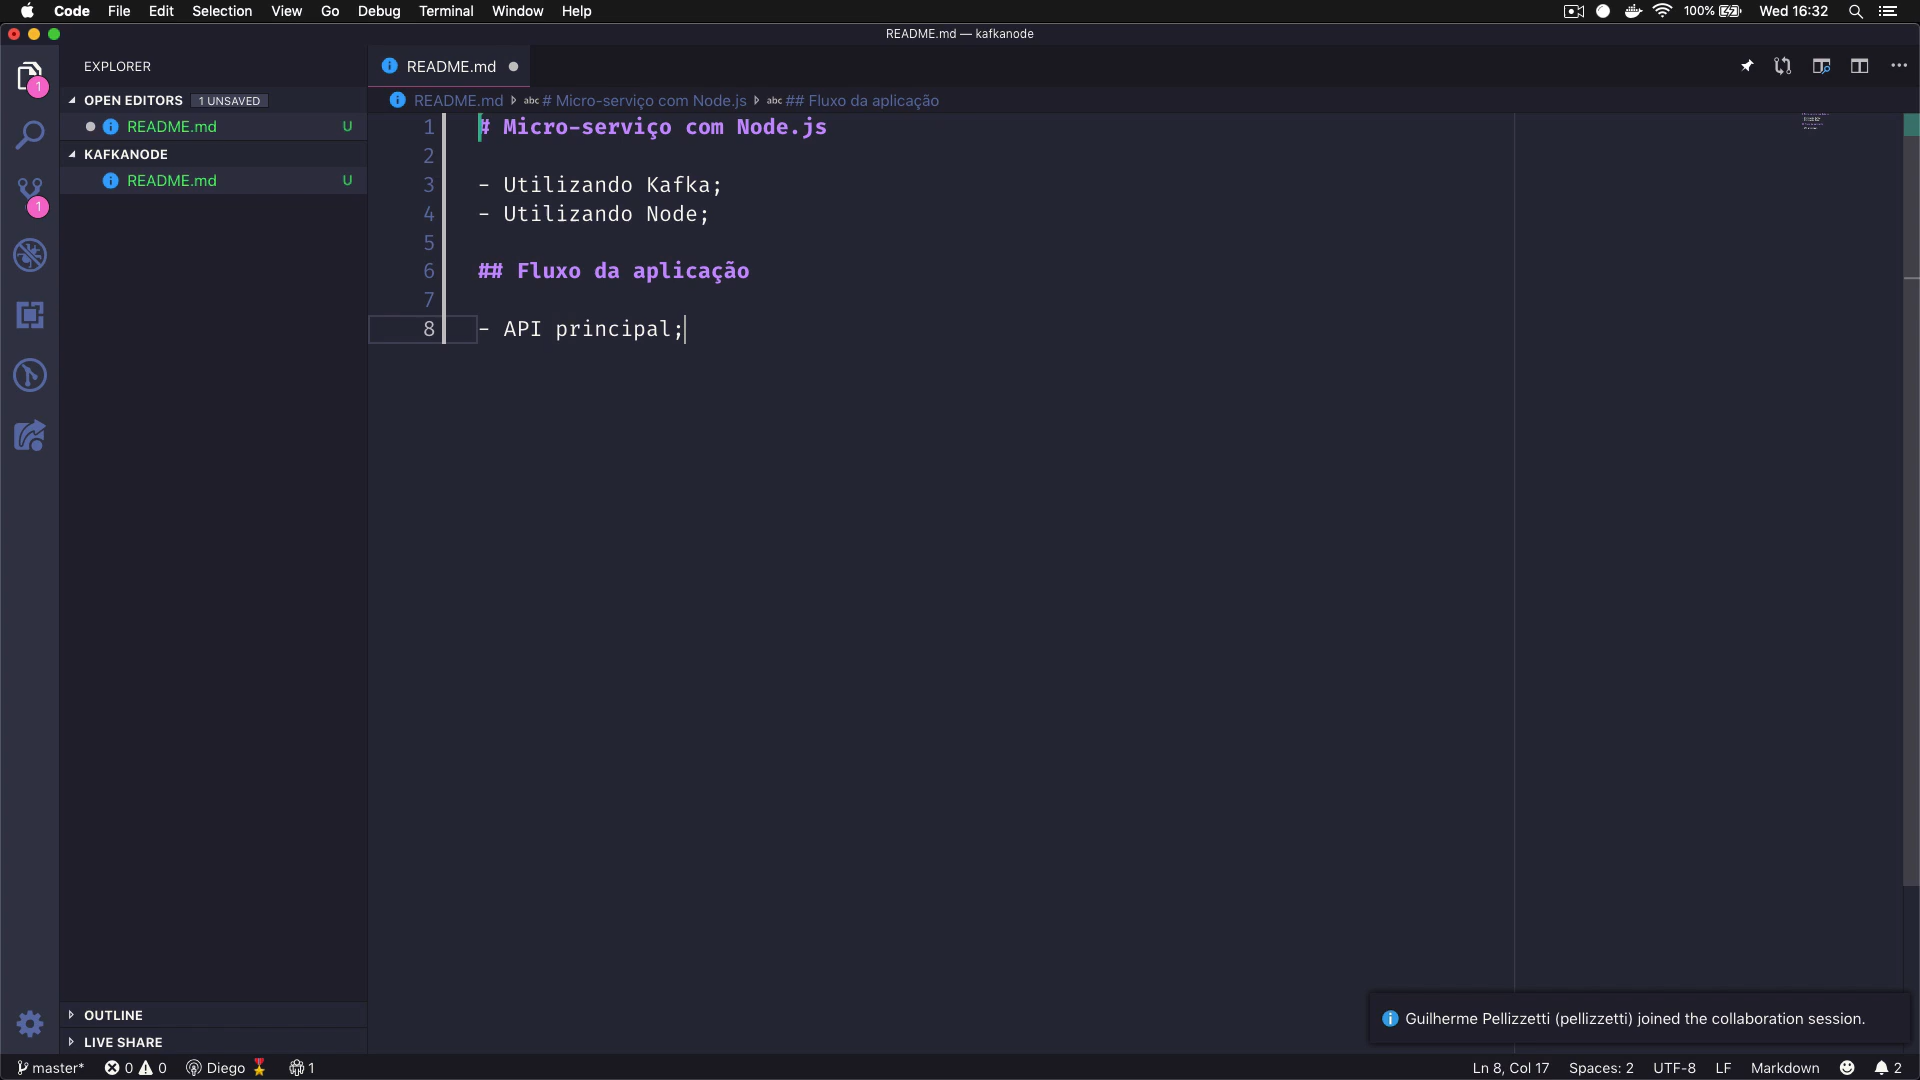 Code File Edit Selection View Go Debug Terminal Window Help 100% Wed 16:32
README.md — kafkanode
EXPLORER
README.md
OPEN EDITORS 1 UNSAVED
README.md U
KAFKANODE
README.md U
README.md abc # Micro-serviço com Node.js abc ## Fluxo da aplicação
1 # Micro-serviço com Node.js
2
3 - Utilizando Kafka;
4 - Utilizando Node;
5
6 ## Fluxo da aplicação
7
8 - API principal;
1
1
OUTLINE
LIVE SHARE
Guilherme Pellizzetti (pellizzetti) joined the collaboration session.
master* 0 0 Diego 1 Ln 8, Col 17 Spaces: 2 UTF-8 LF Markdown 2